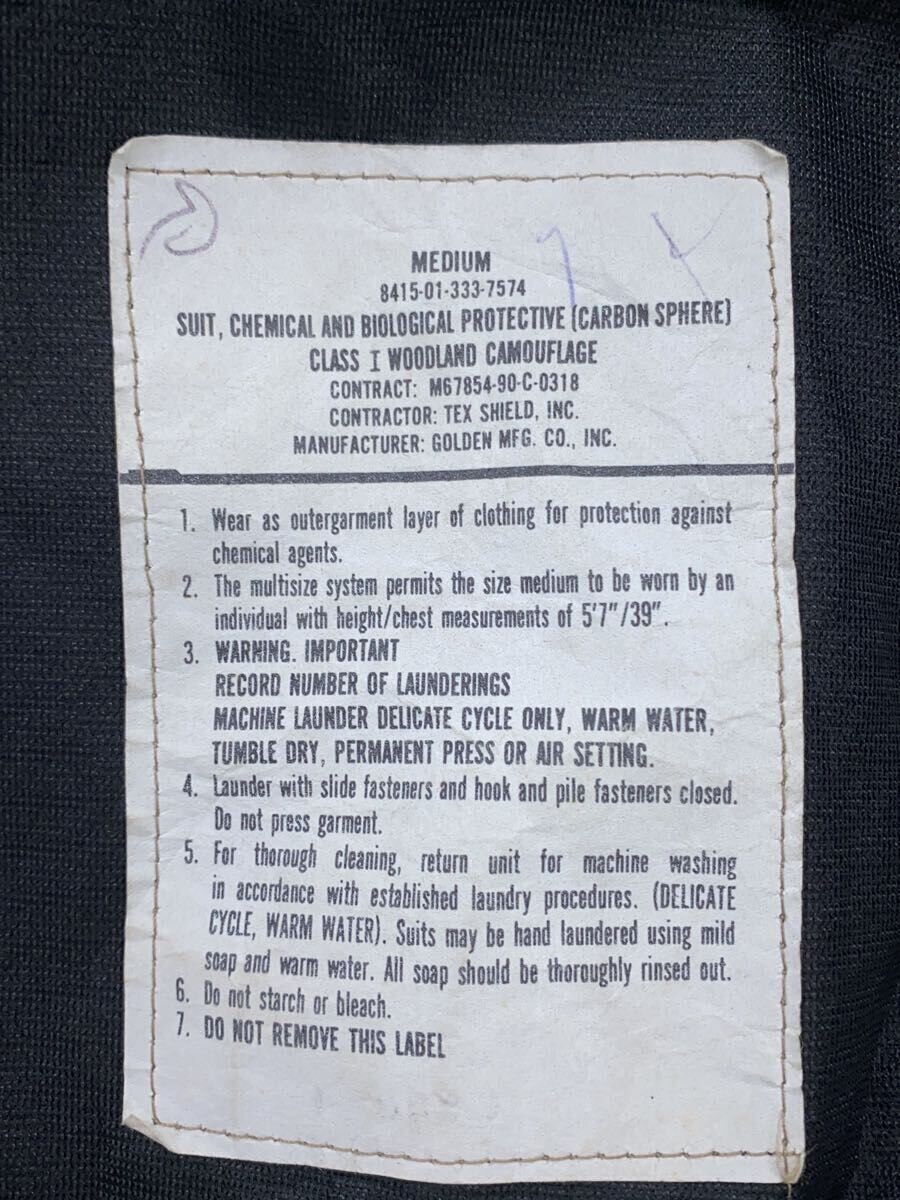 MEDIUM
8415-01-333-7574
SUIT, CHEMICAL AND BIOLOGICAL PROTECTIVE (CARBON SPHERE)
CLASS I WOODLAND CAMOUFLAGE
CONTRACT: M67854-90-C-0318
CONTRACTOR: TEX SHIELD, INC.
MANUFACTURER: GOLDEN MFG. CO., INC.
1. Wear as outergarment layer of clothing for protection against
chemical agents.
2. The multisize system permits the size medium to be worn by an
individual with height/chest measurements of 5'7"/39".
3. WARNING. IMPORTANT
RECORD NUMBER OF LAUNDERINGS
MACHINE LAUNDER DELICATE CYCLE ONLY, WARM WATER,
TUMBLE DRY, PERMANENT PRESS OR AIR SETTING.
4. Launder with slide fasteners and hook and pile fasteners closed.
Do not press garment.
5. For thorough cleaning, return unit for machine washing
in accordance with established laundry procedures. (DELICATE
CYCLE, WARM WATER). Suits may be hand laundered using mild
soap and warm water. All soap should be thoroughly rinsed out.
6. Do not starch or bleach.
7. DO NOT REMOVE THIS LABEL